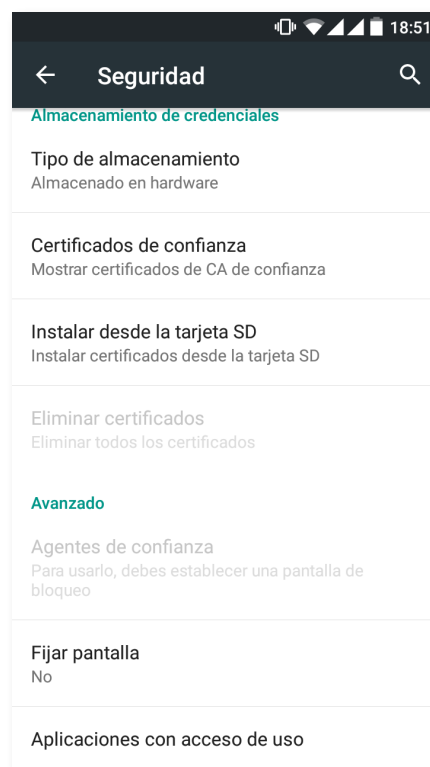 18:51
Seguridad
Almacenamiento de credenciales
Tipo de almacenamiento
Almacenado en hardware
Certificados de confianza
Mostrar certificados de CA de confianza
Instalar desde la tarjeta SD
Instalar certificados desde la tarjeta SD
Eliminar certificados
Eliminar todos los certificados
Avanzado
Agentes de confianza
Para usarlo, debes establecer una pantalla de
bloqueo
Fijar pantalla
No
Aplicaciones con acceso de uso